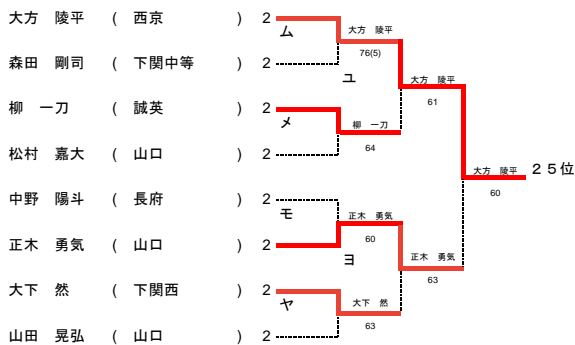 大方 陵平 ( 西京 ) 2
ム
大方 陵平
76(5)
森田 剛司 ( 下関中等 ) 2
ユ
大方 陵平
61
柳 一刀 ( 誠英 ) 2
メ
柳 一刀
64
松村 嘉大 ( 山口 ) 2
大方 陵平
25位
60
中野 陽斗 ( 長府 ) 2
モ
正木 勇気
60
正木 勇気 ( 山口 ) 2
ヨ
正木 勇気
63
大下 然 ( 下関西 ) 2
ヤ
大下 然
63
山田 晃弘 ( 山口 ) 2